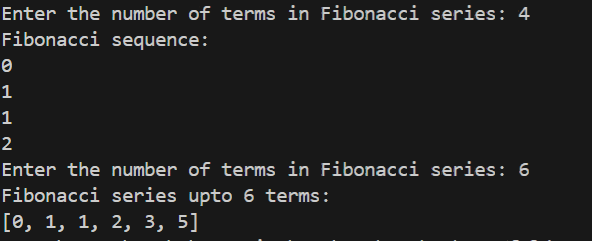 Enter the number of terms in Fibonacci series: 4
Fibonacci sequence:
0
1
1
2
Enter the number of terms in Fibonacci series: 6
Fibonacci series upto 6 terms:
[0, 1, 1, 2, 3, 5]